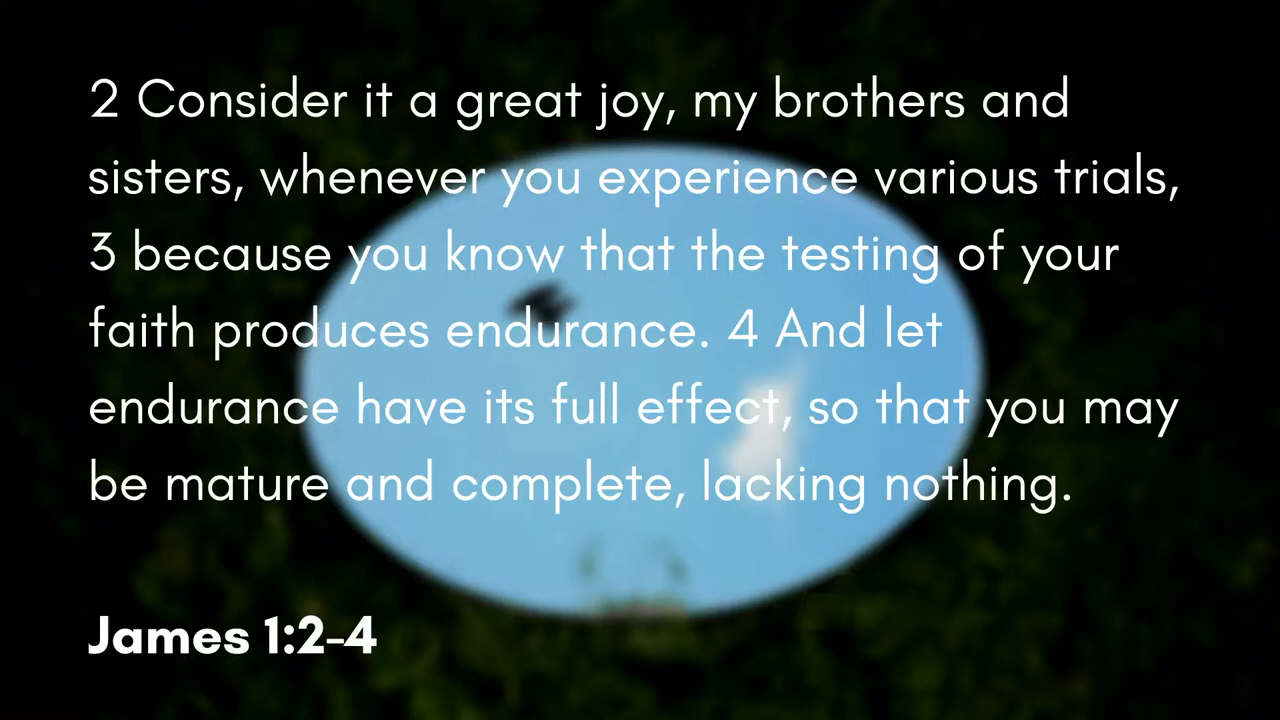 2 Consider it a great joy, my brothers and
sisters, whenever you experience various trials,
3 because you know that the testing of your
faith produces endurance. 4 And let
endurance have its full effect, so that you may
be mature and complete, lacking nothing.
James 1:2-4